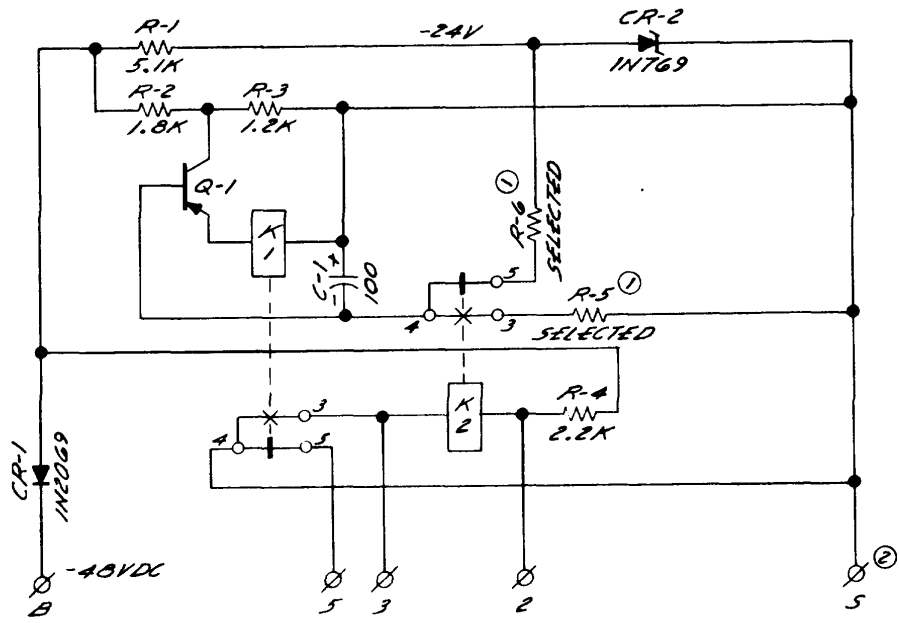 R-1
5.1K
-24V
CR-2
1N769
R-2
1.8K
R-3
1.2K
Q-1
K
1
C-1
+
-
100
1
R-6
SELECTED
5
4
3
R-5
1
SELECTED
K
2
R-4
2.2K
3
4
5
CR-1
1N2069
-48VDC
B
5
3
2
S
2